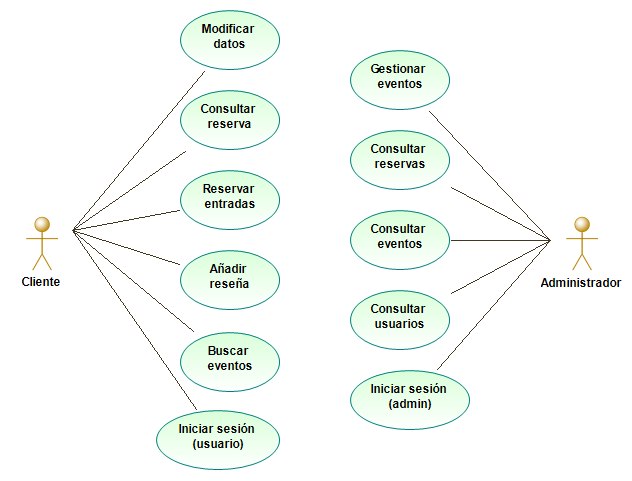 Modificar
datos
Consultar
reserva
Reservar
entradas
Añadir
reseña
Buscar
eventos
Iniciar sesión
(usuario)
Cliente
Gestionar
eventos
Consultar
reservas
Consultar
eventos
Consultar
usuarios
Iniciar sesión
(admin)
Administrador